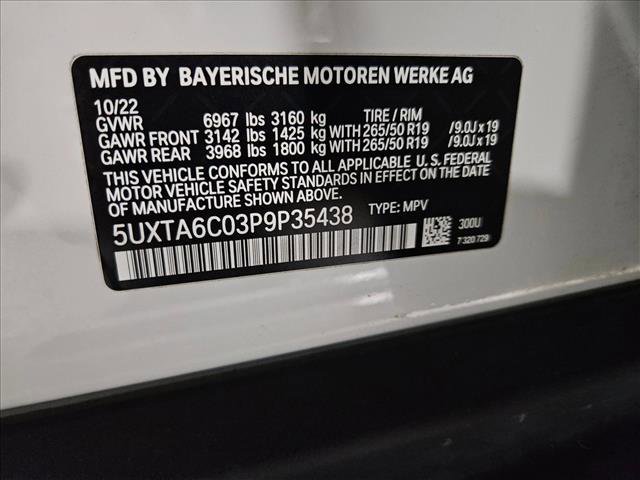 MFD BY BAYERISCHE MOTOREN WERKE AG
10/22
GVWR 6967 lbs 3160 kg TIRE / RIM
GAWR FRONT 3142 lbs 1425 kg WITH 265/50 R19 /9.0J x 19
GAWR REAR 3968 lbs 1800 kg WITH 265/50 R19 /9.0J x 19
THIS VEHICLE CONFORMS TO ALL APPLICABLE U. S. FEDERAL
MOTOR VEHICLE SAFETY STANDARDS IN EFFECT ON THE DATE
OF MANUFACTURE SHOWN ABOVE.
5UXTA6C03P9P35438 TYPE: MPV
300U
7 320 729